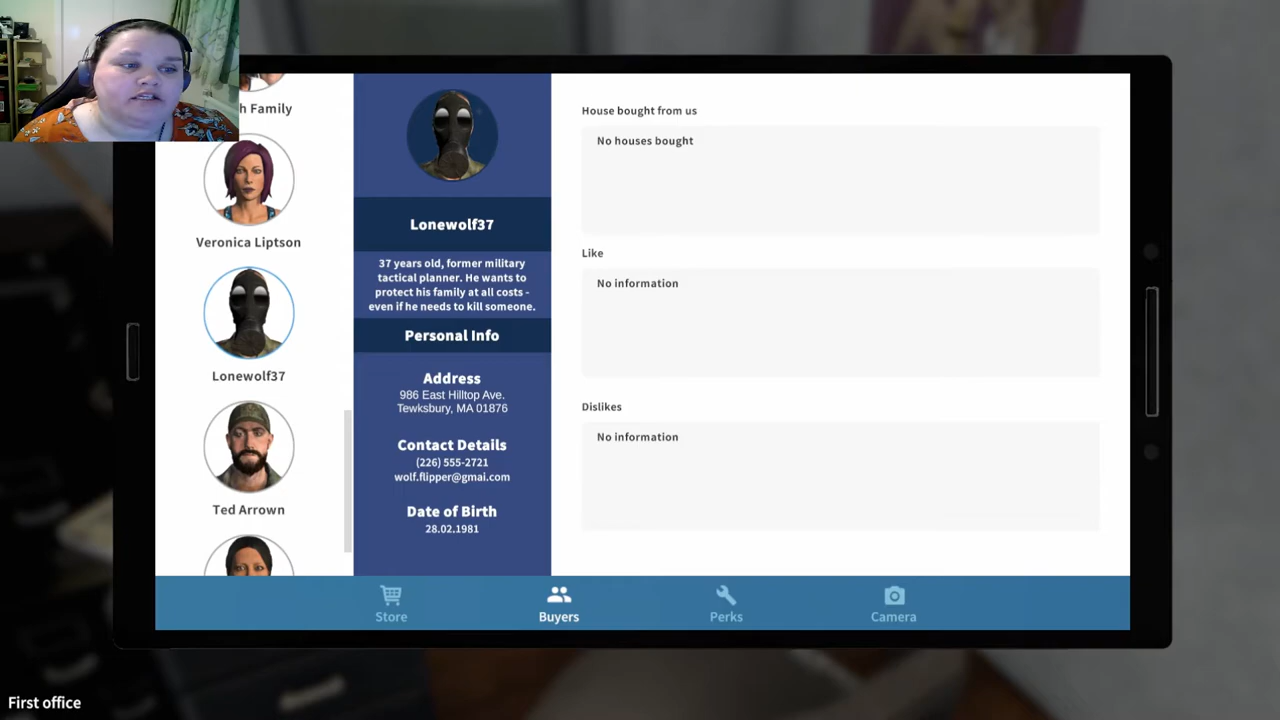 h Family
Veronica Liptson
Lonewolf37
Ted Arrown
Lonewolf37
37 years old, former military
tactical planner. He wants to
protect his family at all costs -
even if he needs to kill someone.
Personal Info
Address
986 East Hilltop Ave.
Tewksbury, MA 01876
Contact Details
(226) 555-2721
wolf.flipper@gmai.com
Date of Birth
28.02.1981
House bought from us
No houses bought
Like
No information
Dislikes
No information
Store
Buyers
Perks
Camera
First office